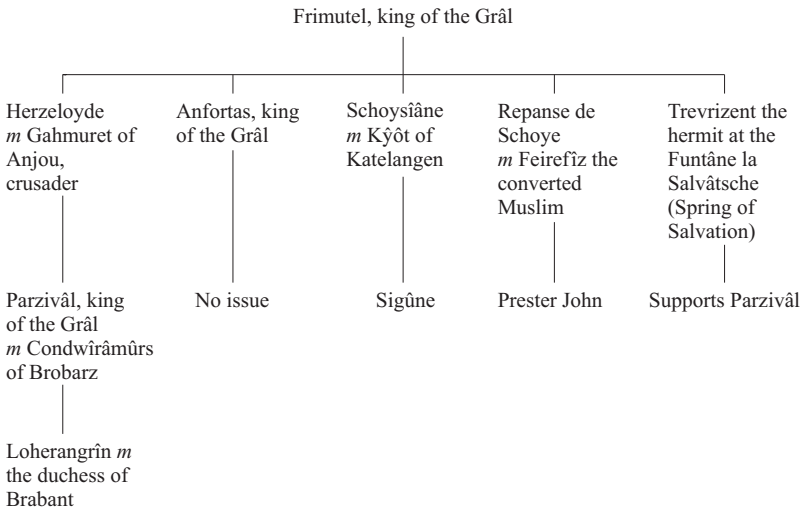 Frimutel, king of the Grâl
Herzeloyde
m Gahmuret of
Anjou,
crusader
Anfortas, king
of the Grâl
Schoysîâne
m Kŷôt of
Katelangen
Repanse de
Schoye
m Feirefîz the
converted
Muslim
Trevrizent the
hermit at the
Funtâne la
Salvâtsche
(Spring of
Salvation)
Parzivâl, king
of the Grâl
m Condwîrâmûrs
of Brobarz
No issue
Sigûne
Prester John
Supports Parzivâl
Loherangrîn m
the duchess of
Brabant